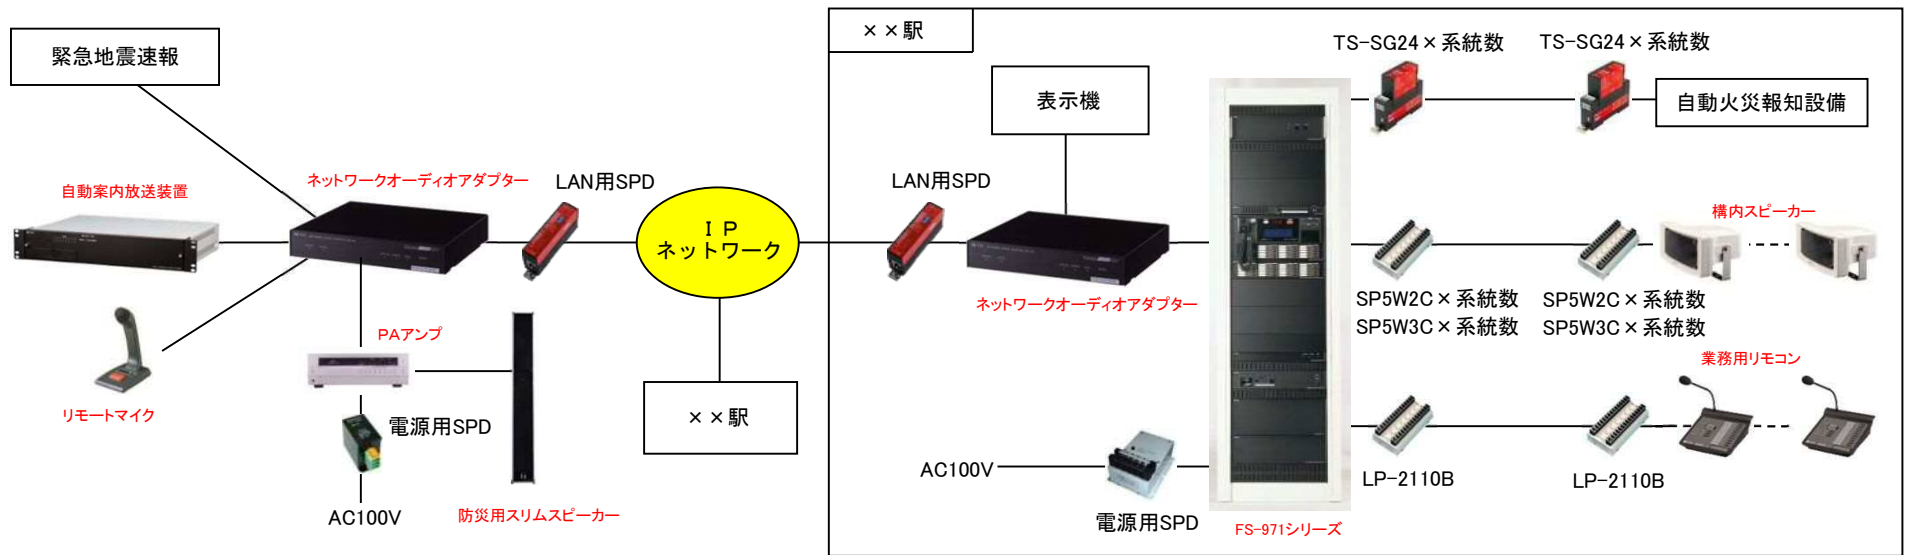 緊急地震速報
自動案内放送装置
ネットワークオーディオアダプター
LAN用SPD
リモートマイク
PAアンプ
電源用SPD
AC100V
防災用スリムスピーカー
ＩＰ
ネットワーク
××駅
××駅
表示機
LAN用SPD
ネットワークオーディオアダプター
AC100V
電源用SPD
FS-971シリーズ
TS-SG24×系統数
TS-SG24×系統数
自動火災報知設備
構内スピーカー
SP5W2C×系統数
SP5W3C×系統数
SP5W2C×系統数
SP5W3C×系統数
業務用リモコン
LP-2110B
LP-2110B